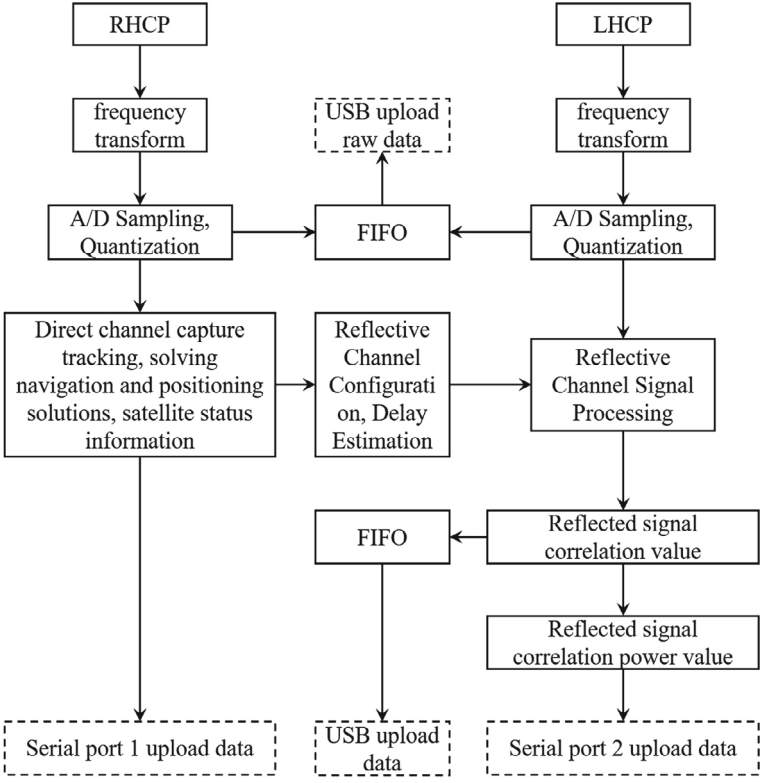 RHCP
LHCP
frequency
transform
USB upload
raw data
frequency
transform
A/D Sampling,
Quantization
FIFO
A/D Sampling,
Quantization
Direct channel capture
tracking, solving
navigation and positioning
solutions, satellite status
information
Reflective
Channel
Configurati
on, Delay
Estimation
Reflective
Channel Signal
Processing
FIFO
Reflected signal
correlation value
Reflected signal
correlation power value
Serial port 1 upload data
USB upload
data
Serial port 2 upload data